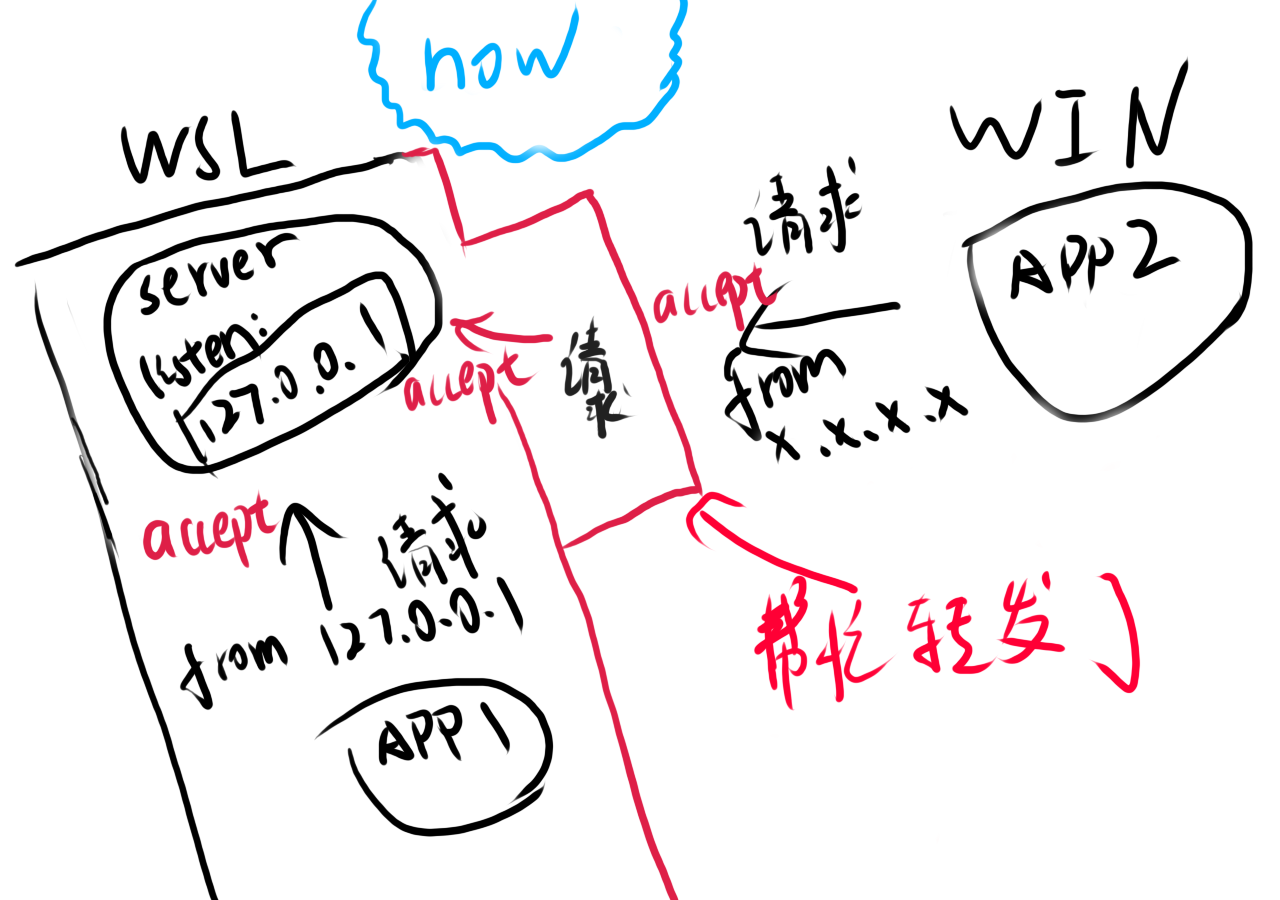 now
WSL
WIN
server
listen:
127.0.0.1
accept
请求
from 127.0.0.1
APP1
accept
请求
请求
accept
from
x.x.x.x
APP2
帮忙转发了